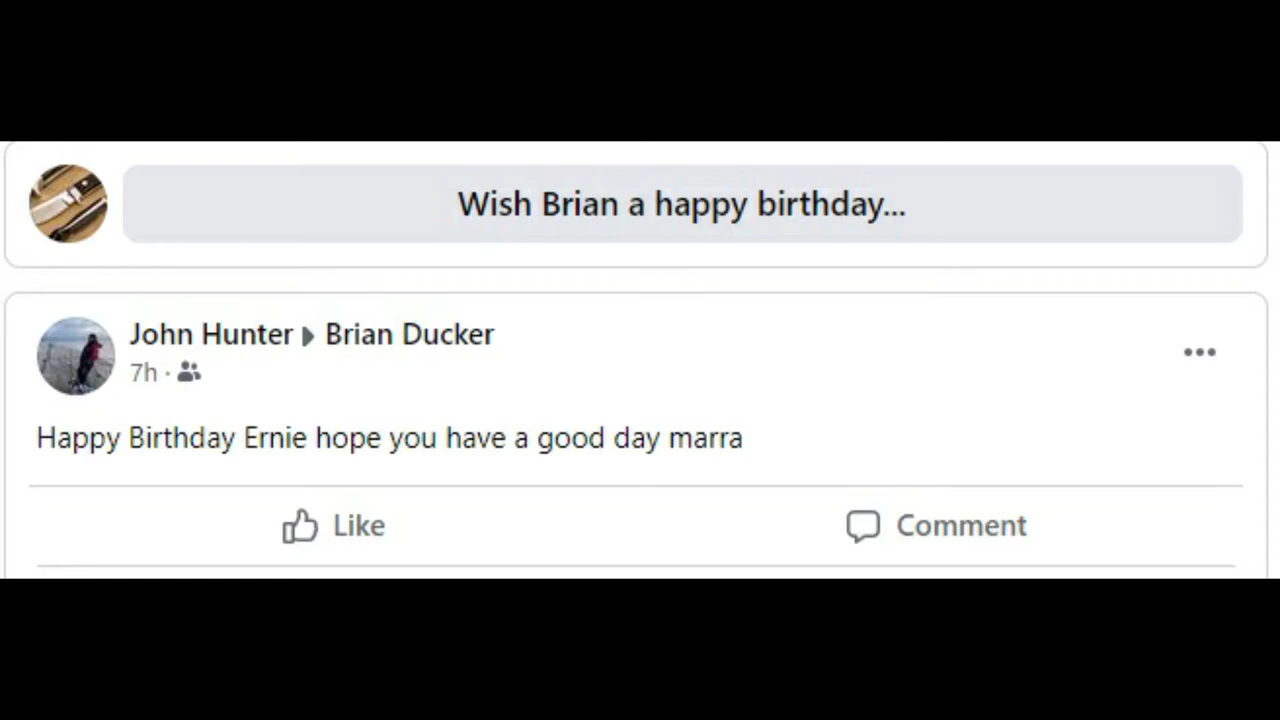 Wish Brian a happy birthday...
John Hunter Brian Ducker
7h ·
Happy Birthday Ernie hope you have a good day marra
Like Comment